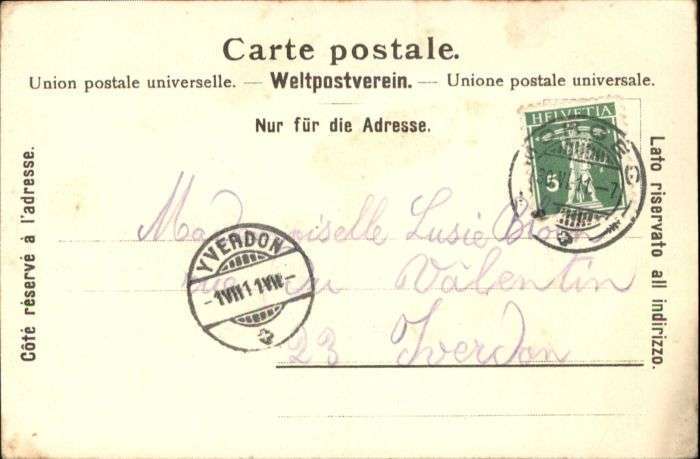 Carte postale.
Union postale universelle. — Weltpostverein. — Unione postale universale.
Nur für die Adresse.
Côté réservé à l'adresse.
Lato riservato all indirizzo.
HELVETIA
5
Mademoiselle Lusie
Valentin
23 Yverdon
YVERDON